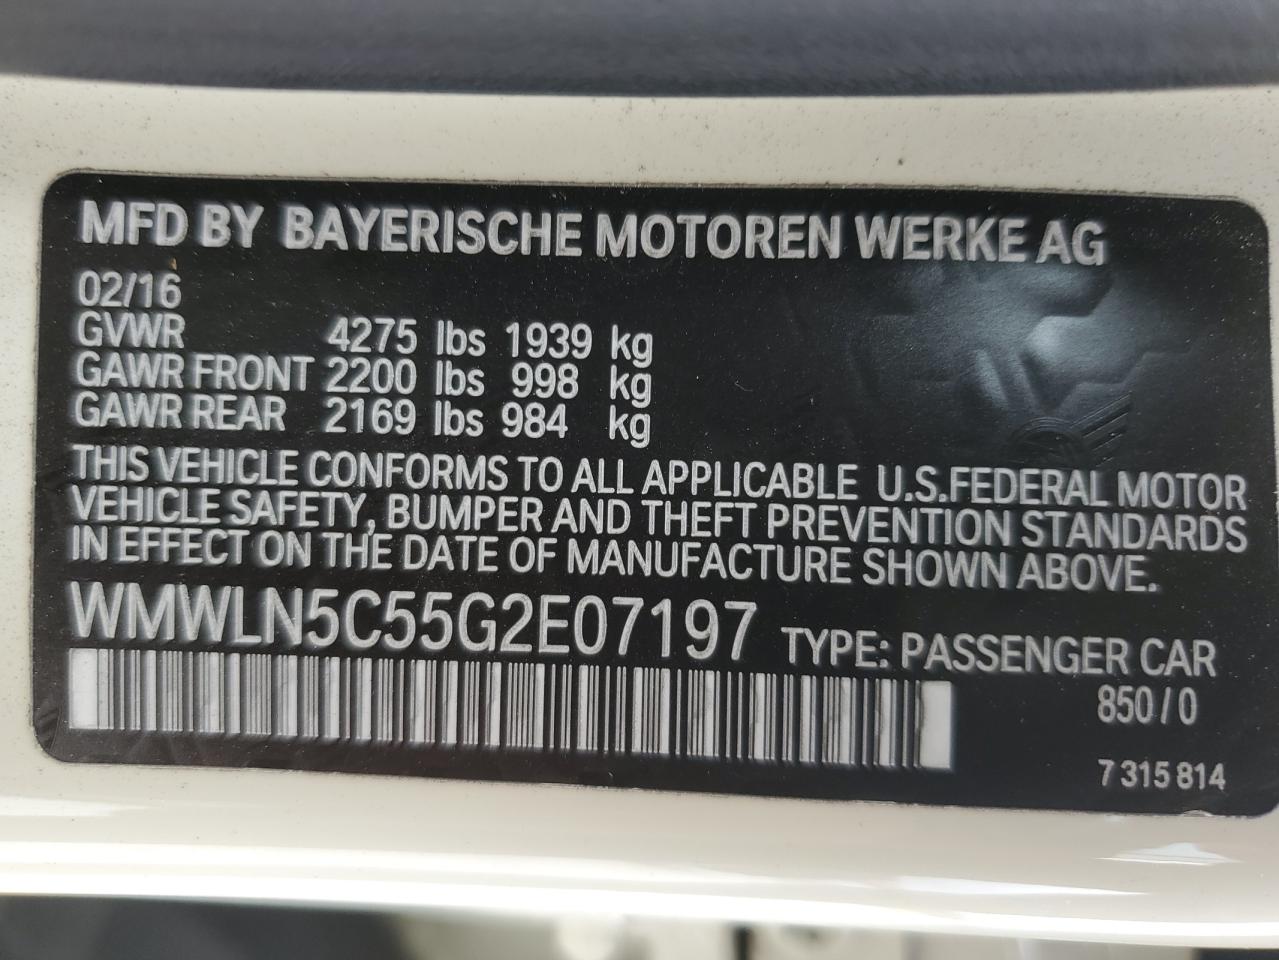 MFD BY BAYERISCHE MOTOREN WERKE AG
02/16
GVWR 4275 lbs 1939 kg
GAWR FRONT 2200 lbs 998 kg
GAWR REAR 2169 lbs 984 kg
THIS VEHICLE CONFORMS TO ALL APPLICABLE U.S.FEDERAL MOTOR
VEHICLE SAFETY, BUMPER AND THEFT PREVENTION STANDARDS
IN EFFECT ON THE DATE OF MANUFACTURE SHOWN ABOVE.
WMWLN5C55G2E07197 TYPE: PASSENGER CAR
850/0
7 315 814